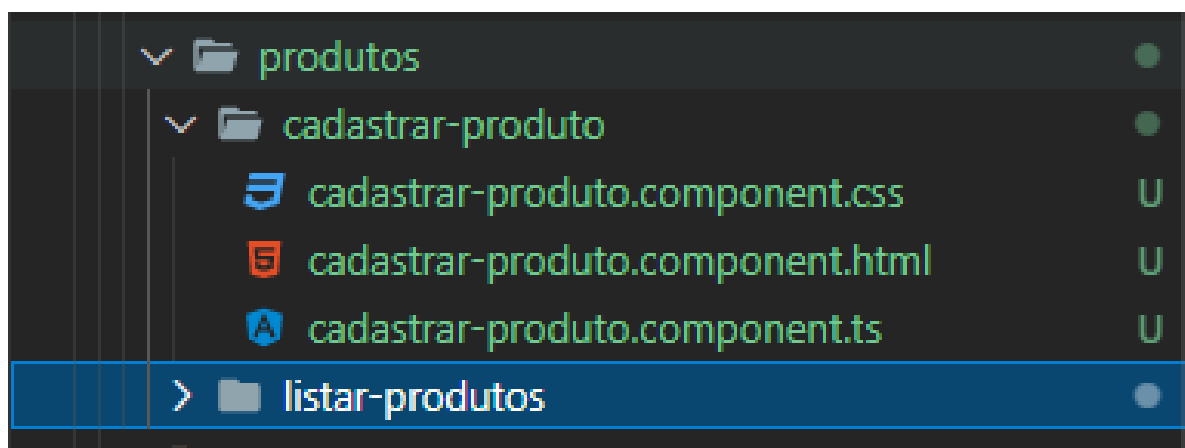 produtos
cadastrar-produto
cadastrar-produto.component.css U
cadastrar-produto.component.html U
cadastrar-produto.component.ts U
listar-produtos